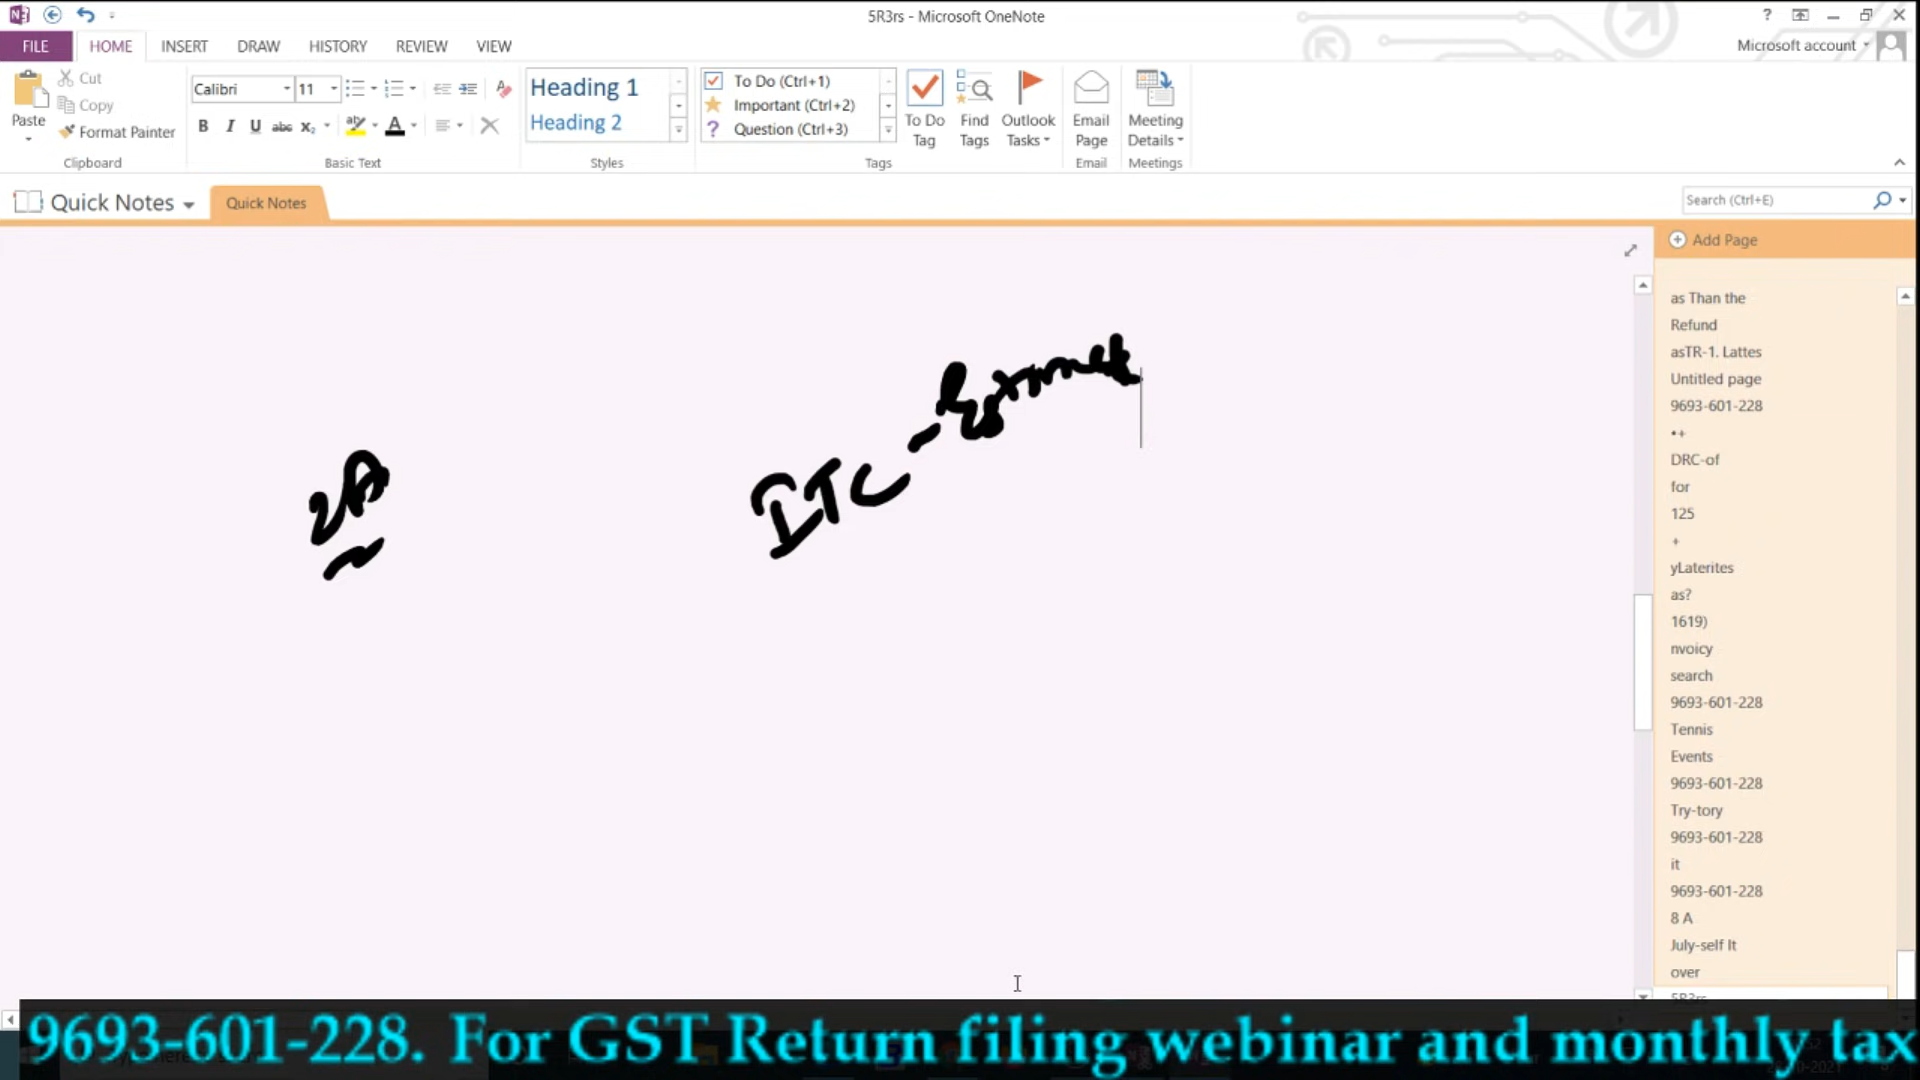 5R3rs - Microsoft OneNote
FILE HOME INSERT DRAW HISTORY REVIEW VIEW
Microsoft account
Paste
Cut
Copy
Format Painter
Clipboard
Calibri 11
B I U abc x₂ A
Basic Text
Heading 1
Heading 2
Styles
To Do (Ctrl+1)
Important (Ctrl+2)
Question (Ctrl+3)
To Do Tag
Find Tags
Outlook Tasks
Tags
Email Page
Email
Meeting Details
Meetings
Quick Notes
Quick Notes
Search (Ctrl+E)
Add Page
2A
ITC -
as Than the
Refund
asTR-1. Lattes
Untitled page
9693-601-228
•+
DRC-of
for
125
+
yLaterites
as?
1619)
nvoicy
search
9693-601-228
Tennis
Events
9693-601-228
Try-tory
9693-601-228
it
9693-601-228
8 A
July-self It
over
5R3rs
9693-601-228. For GST Return filing webinar and monthly tax